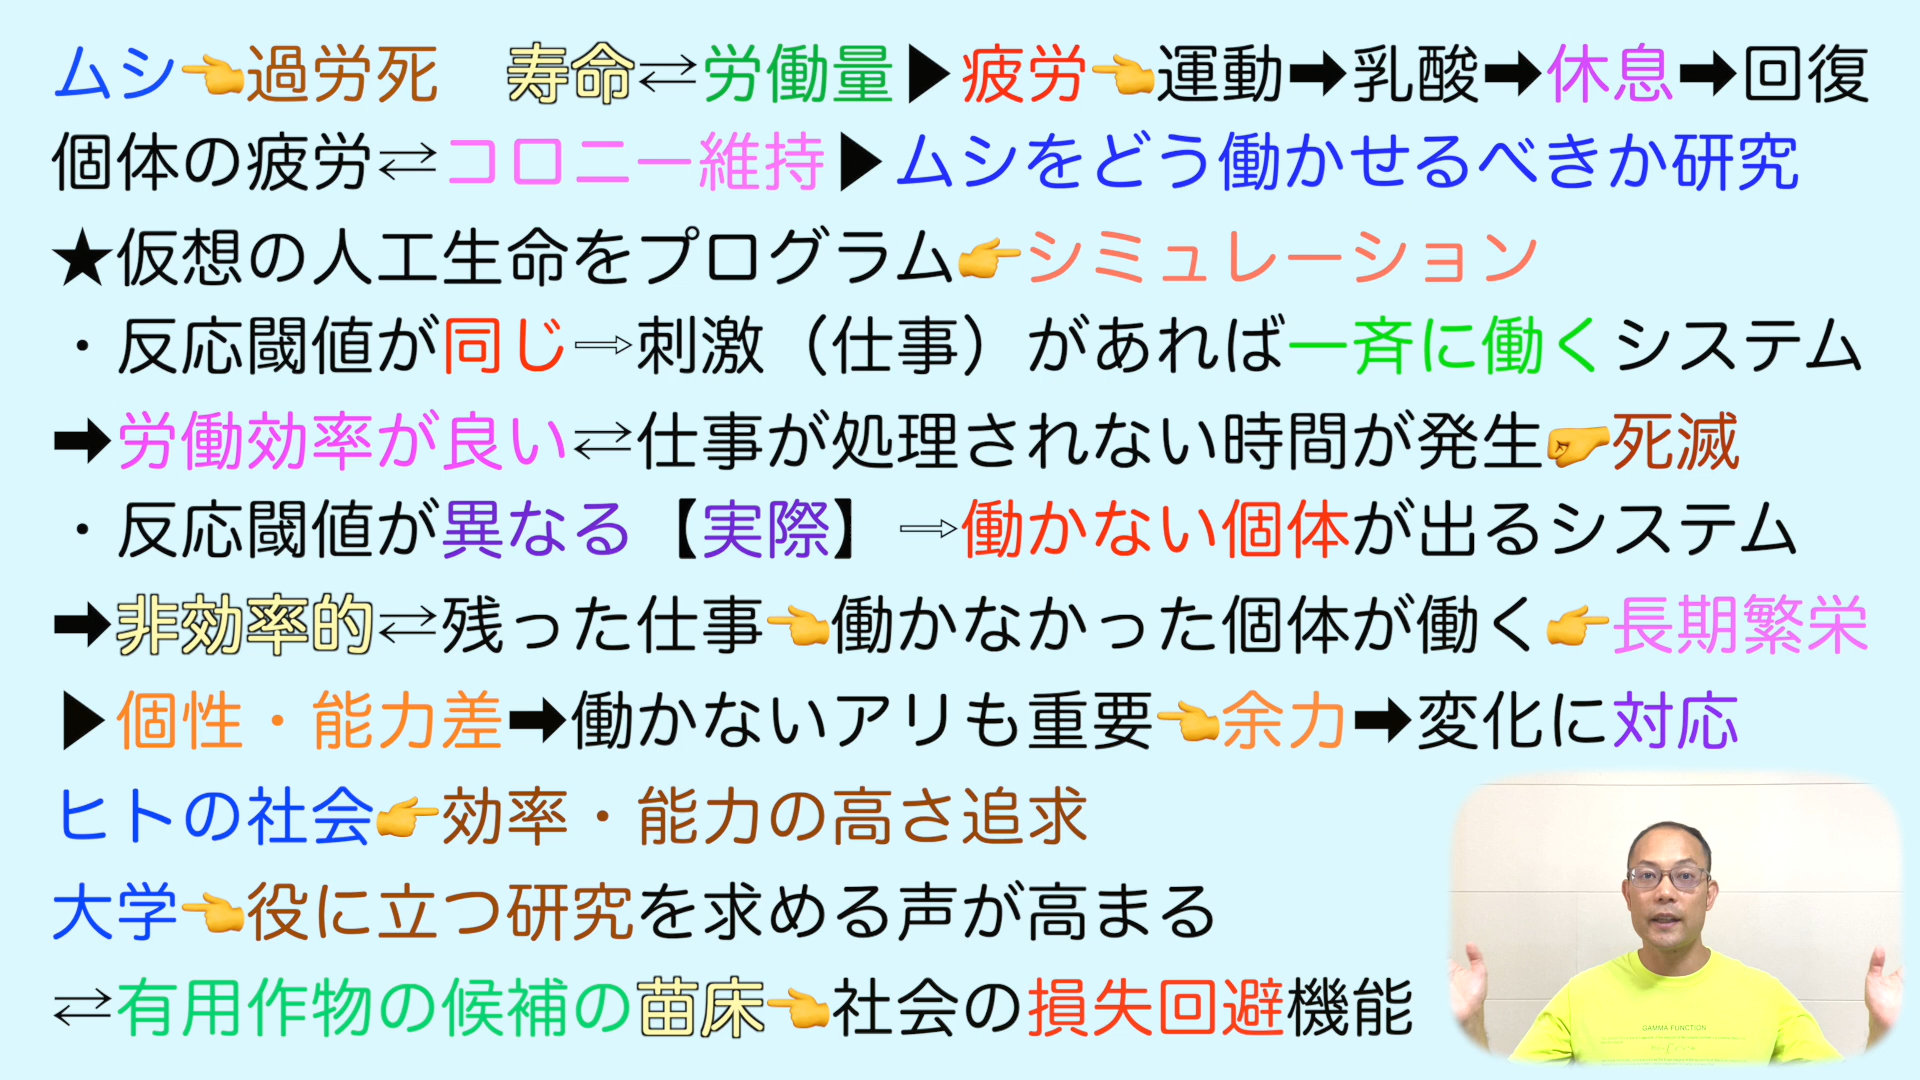 ムシ👈過労死　寿命⇄労働量▶疲労👈運動➡乳酸➡休息➡回復
個体の疲労⇄コロニー維持▶ムシをどう働かせるべきか研究
★仮想の人工生命をプログラム👉シミュレーション
・反応閾値が同じ⇨刺激（仕事）があれば一斉に働くシステム
➡労働効率が良い⇄仕事が処理されない時間が発生🤛死滅
・反応閾値が異なる【実際】⇨働かない個体が出るシステム
➡非効率的⇄残った仕事👈働かなかった個体が働く👉長期繁栄
▶個性・能力差➡働かないアリも重要👈余力➡変化に対応
ヒトの社会👉効率・能力の高さ追求
大学👈役に立つ研究を求める声が高まる
⇄有用作物の候補の苗床👈社会の損失回避機能
GAMMA FUNCTION